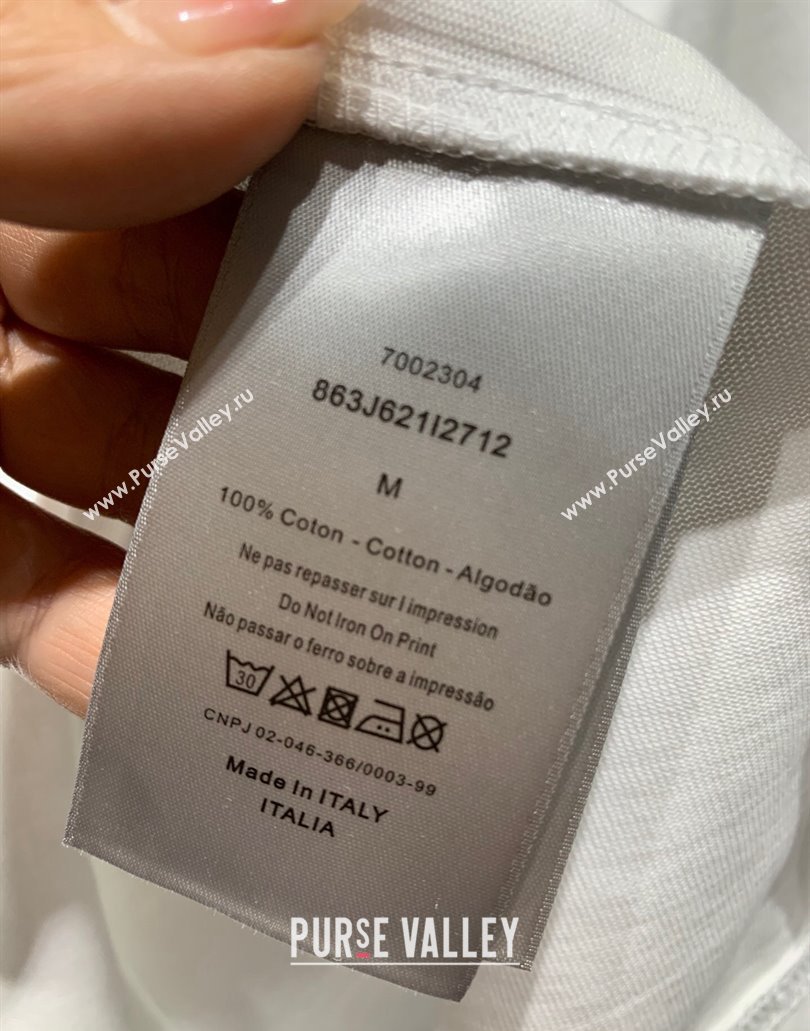 7002304
863J621I2712
M
100% Coton - Cotton - Algodão
Ne pas repasser sur l impression
Do Not Iron On Print
Não passar o ferro sobre a impressão
30
CNPJ 02-046-366/0003-99
Made In ITALY
ITALIA
www.PurseValley.ru
www.PurseValley.ru
PURSE VALLEY